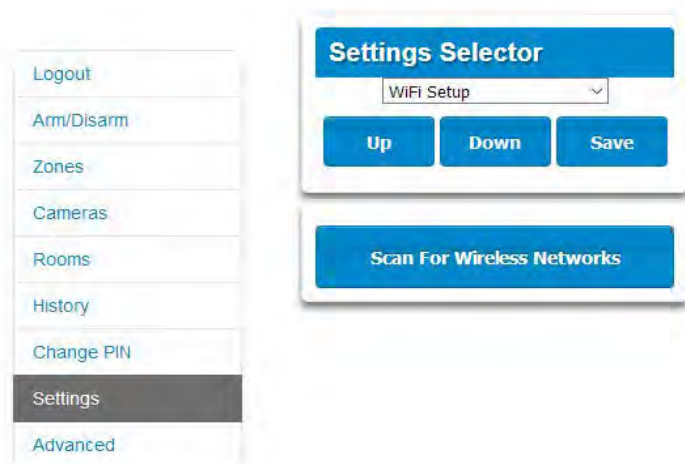 Logout
Arm/Disarm
Zones
Cameras
Rooms
History
Change PIN
Settings
Advanced
Settings Selector
WiFi Setup
Up Down Save
Scan For Wireless Networks